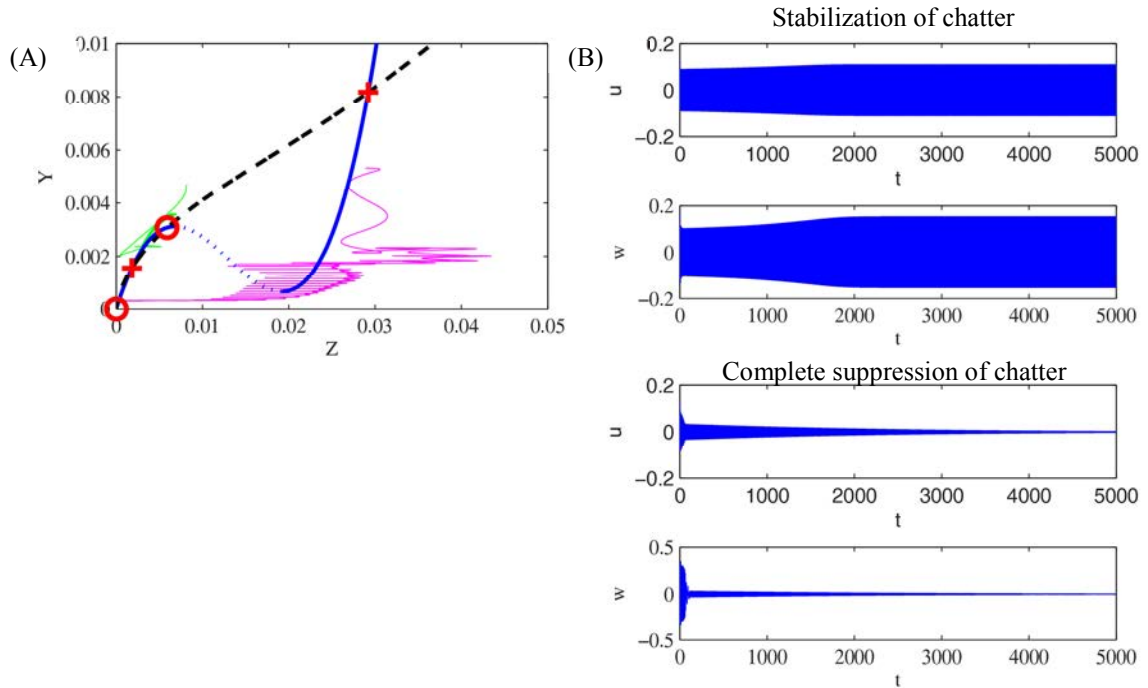 (A)
0.01
0.008
0.006
0.004
0.002
0
Y
0 0.01 0.02 0.03 0.04 0.05
Z
(B)
Stabilization of chatter
0.2
0
−0.2
u
0 1000 2000 3000 4000 5000
t
0.2
0
−0.2
w
0 1000 2000 3000 4000 5000
t
Complete suppression of chatter
0.2
0
−0.2
u
0 1000 2000 3000 4000 5000
t
0.5
0
−0.5
w
0 1000 2000 3000 4000 5000
t